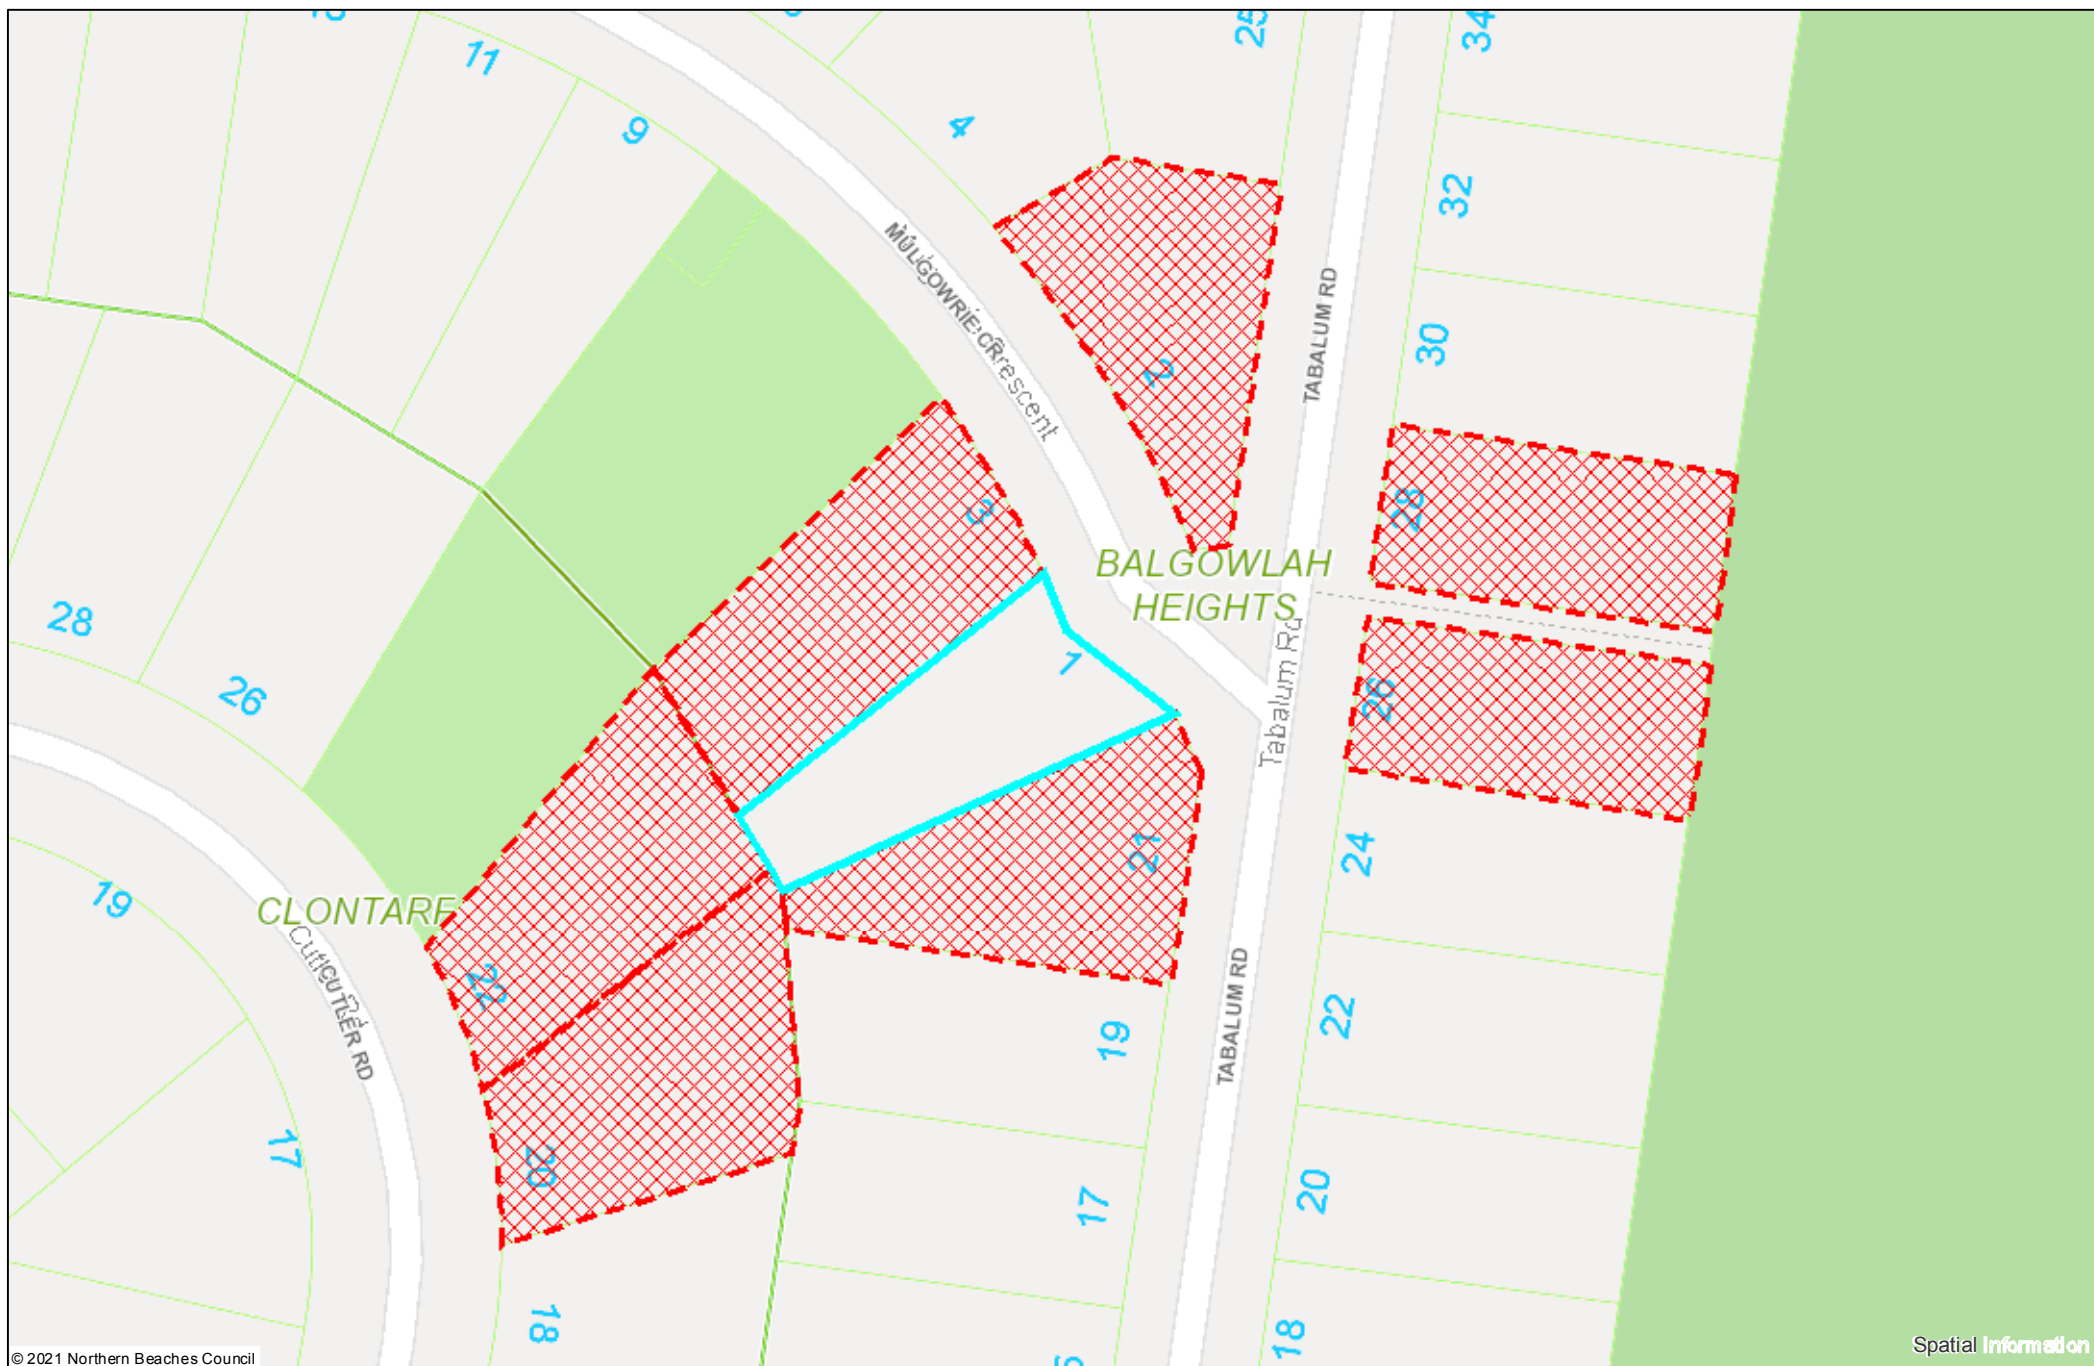 11
25
34
9
4
32
MULGOWRIE CR
Mulgowrie Crescent
TABALUM RD
30
2
3
28
BALGOWLAH
HEIGHTS
28
1
Tabalum Rd
26
26
21
24
19
CLONTARF
Cutler Rd
CUTLER RD
22
22
19
TABALUM RD
17
20
17
20
18
18
Spatial Information
© 2021 Northern Beaches Council